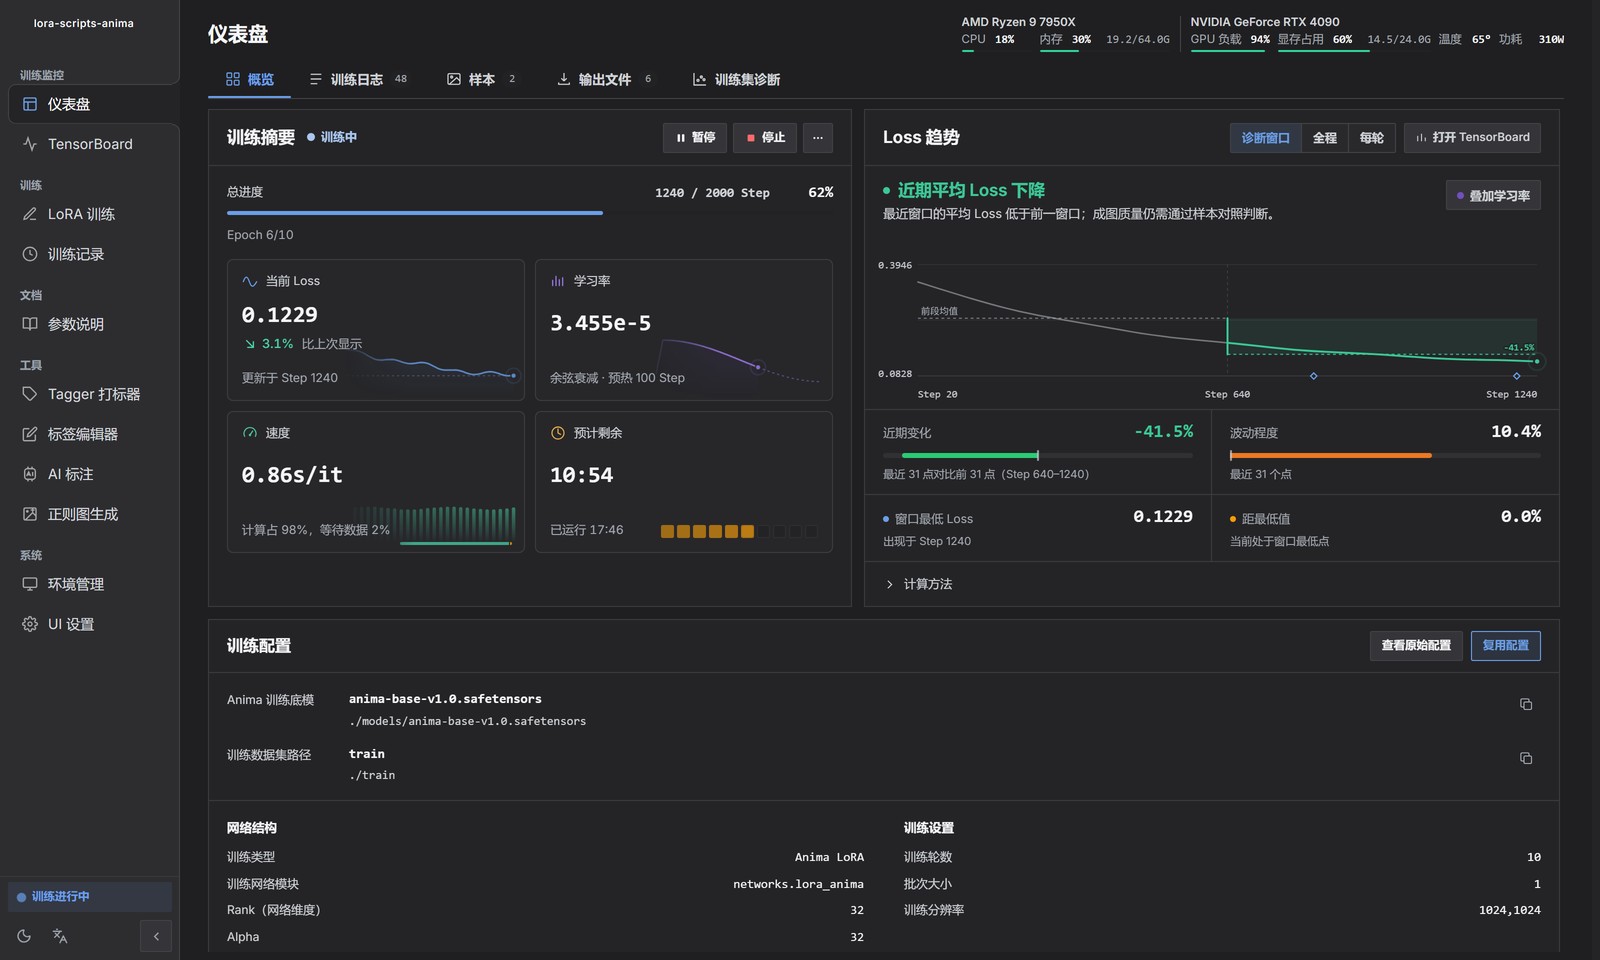 lora-scripts-anima
训练监控
仪表盘
TensorBoard
训练
LoRA 训练
训练记录
文档
参数说明
工具
Tagger 打标器
标签编辑器
AI 标注
正则图生成
系统
环境管理
UI 设置
训练进行中
仪表盘
AMD Ryzen 9 7950X
CPU 18% 内存 30% 19.2/64.0G
NVIDIA GeForce RTX 4090
GPU 负载 94% 显存占用 60% 14.5/24.0G 温度 65° 功耗 310W
概览
训练日志 48
样本 2
输出文件 6
训练集诊断
训练摘要 训练中
暂停
停止
...
总进度 1240 / 2000 Step 62%
Epoch 6/10
当前 Loss
0.1229
3.1% 比上次显示
更新于 Step 1240
学习率
3.455e-5
余弦衰减 · 预热 100 Step
速度
0.86s/it
计算占 98%，等待数据 2%
预计剩余
10:54
已运行 17:46
Loss 趋势
诊断窗口 全程 每轮
打开 TensorBoard
近期平均 Loss 下降
最近窗口的平均 Loss 低于前一窗口；成图质量仍需通过样本对照判断。
叠加学习率
0.3946
前段均值
-41.5%
0.0828
Step 20 Step 640 Step 1240
近期变化 -41.5%
最近 31 点对比前 31 点（Step 640–1240）
波动程度 10.4%
最近 31 个点
窗口最低 Loss 0.1229
出现于 Step 1240
距最低值 0.0%
当前处于窗口最低点
计算方法
训练配置
查看原始配置
复用配置
Anima 训练底模 anima-base-v1.0.safetensors
./models/anima-base-v1.0.safetensors
训练数据集路径 train
./train
网络结构
训练类型 Anima LoRA
训练网络模块 networks.lora_anima
Rank（网络维度） 32
Alpha 32
训练设置
训练轮数 10
批次大小 1
训练分辨率 1024,1024